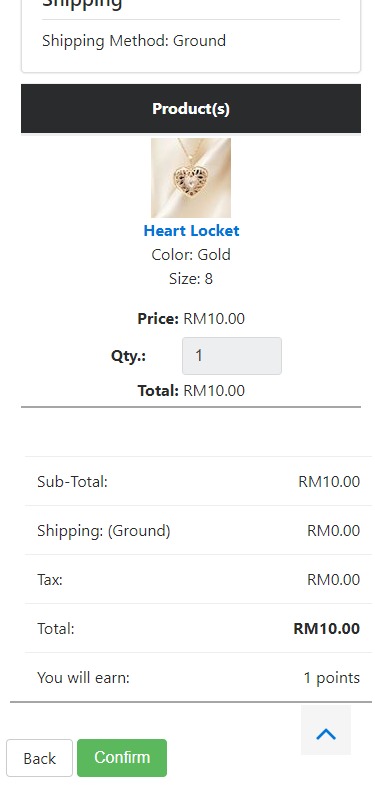 Shipping
Shipping Method: Ground
Product(s)
Heart Locket
Color: Gold
Size: 8
Price: RM10.00
Qty.: 1
Total: RM10.00
Sub-Total: RM10.00
Shipping: (Ground) RM0.00
Tax: RM0.00
Total: RM10.00
You will earn: 1 points
Back Confirm